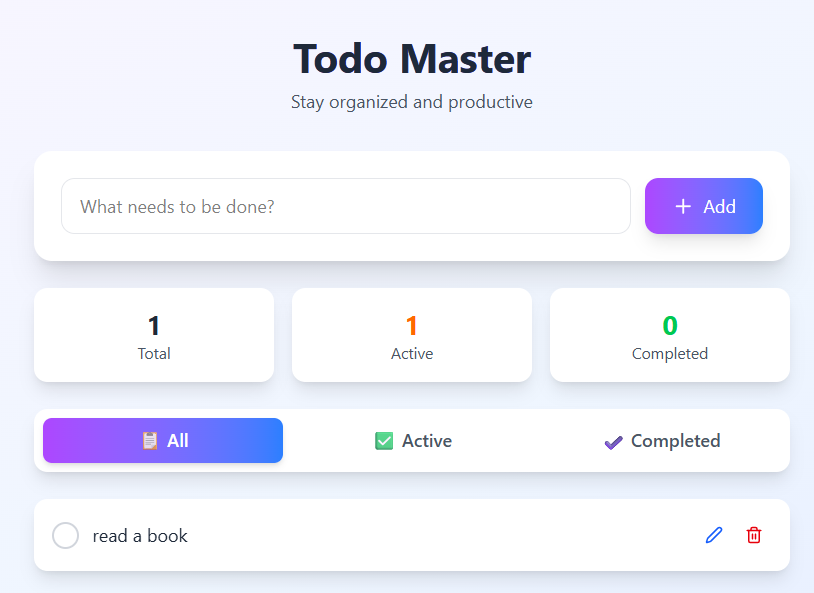 Todo Master
Stay organized and productive
What needs to be done?
+ Add
1
Total
1
Active
0
Completed
📋 All
✅ Active
✔️ Completed
read a book